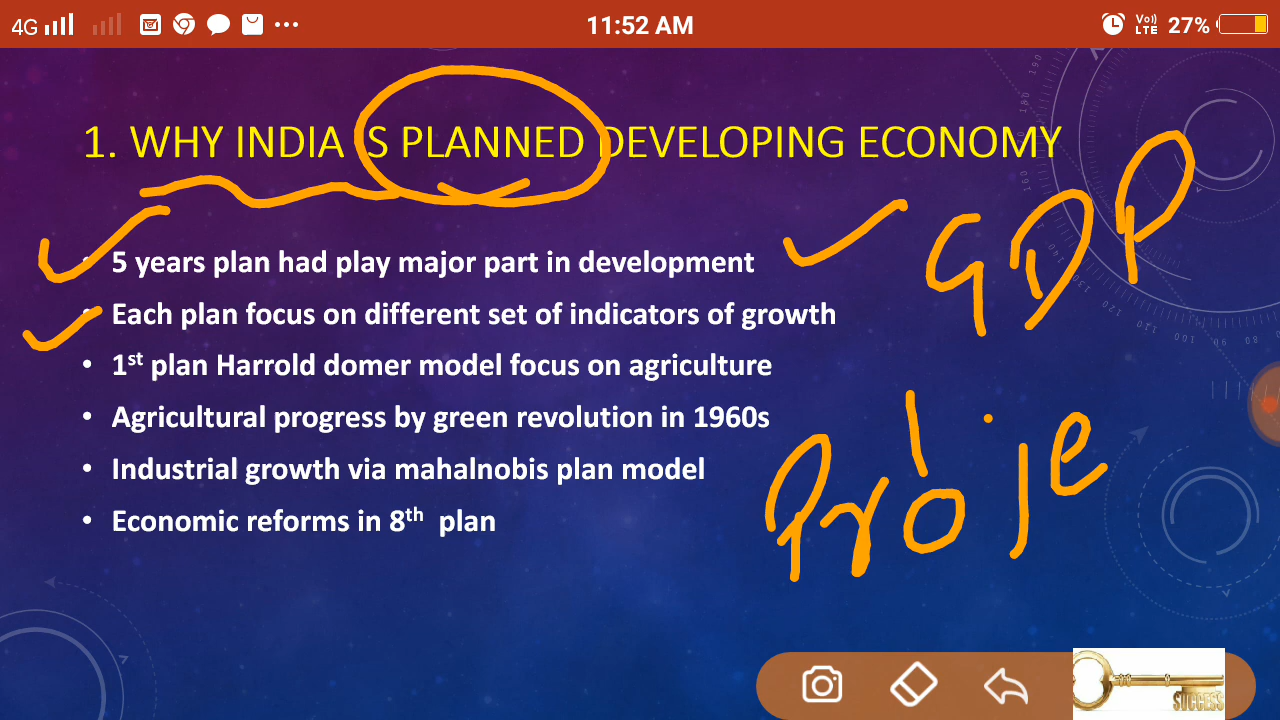 4G 11:52 AM Vo)) LTE 27%
1. WHY INDIA IS PLANNED DEVELOPING ECONOMY
• 5 years plan had play major part in development
• Each plan focus on different set of indicators of growth
• 1st plan Harrold domer model focus on agriculture
• Agricultural progress by green revolution in 1960s
• Industrial growth via mahalnobis plan model
• Economic reforms in 8th plan
GDP
Proje
SUCCESS